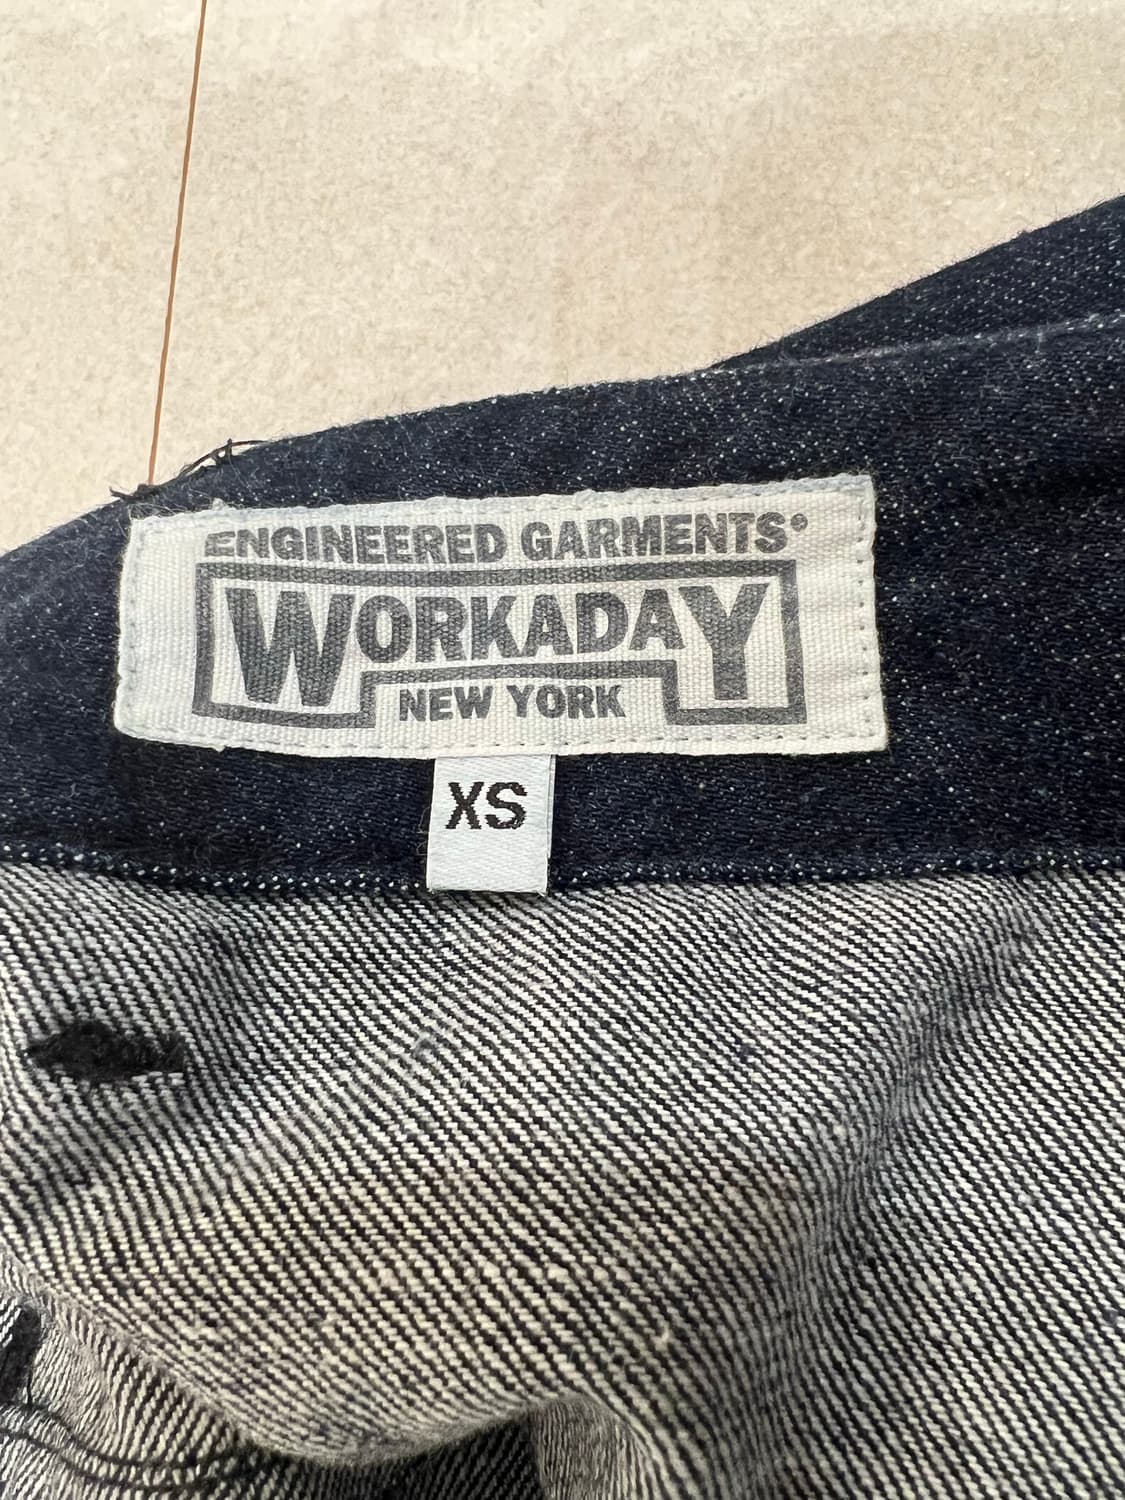 ENGINEERED GARMENTS®
WORKADAY
NEW YORK
XS